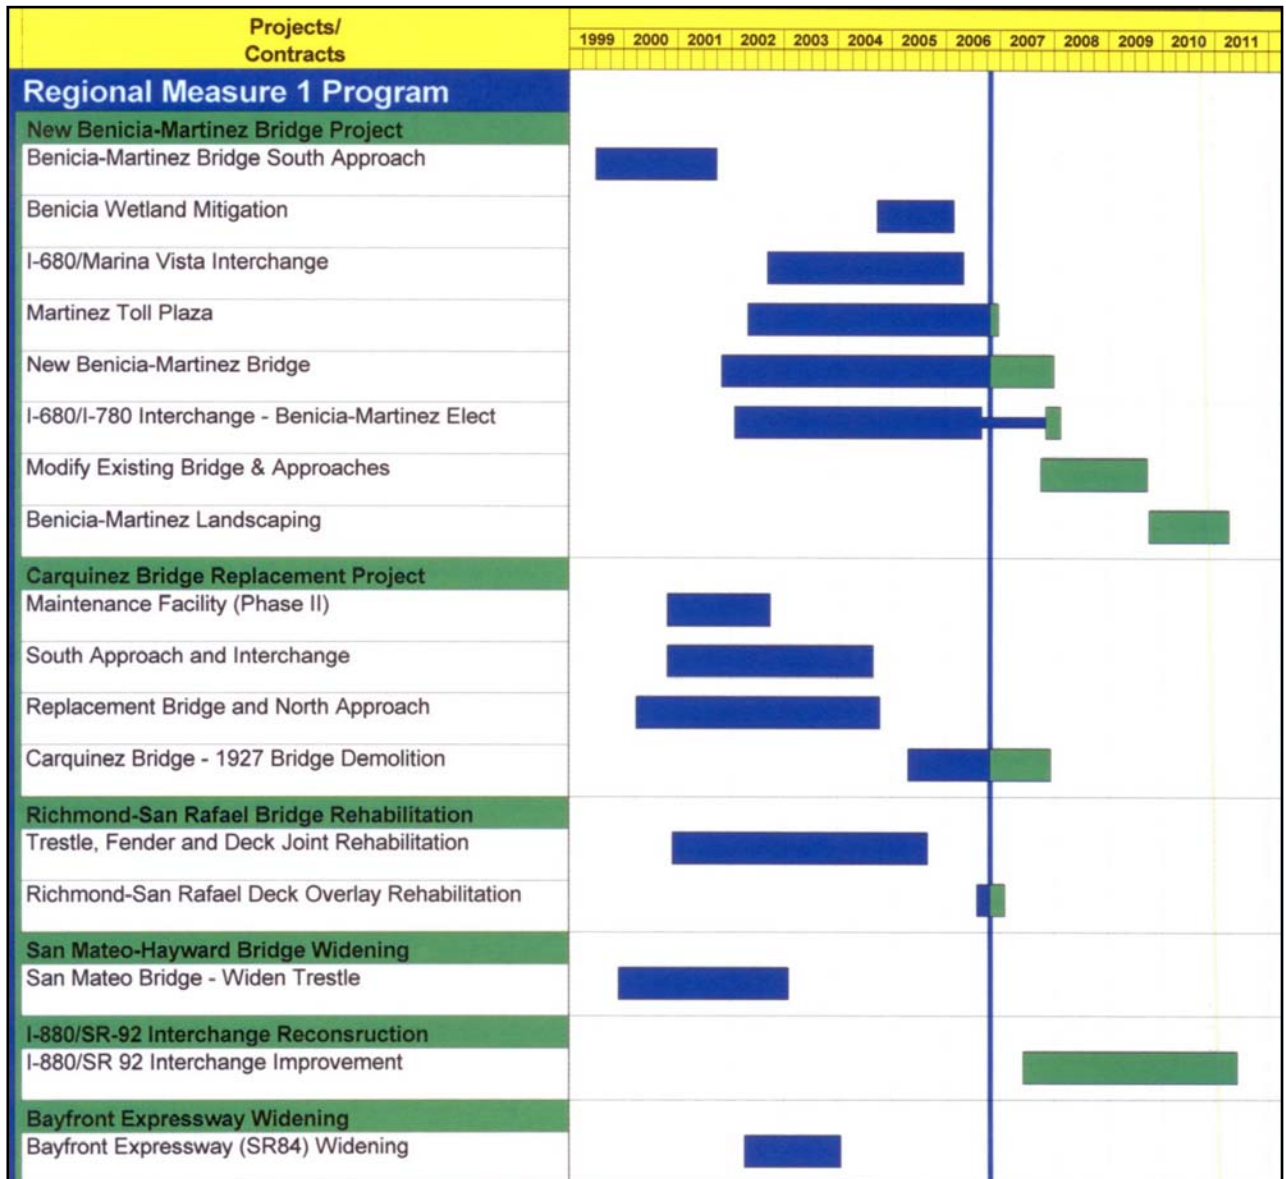 Projects/
Contracts
1999 2000 2001 2002 2003 2004 2005 2006 2007 2008 2009 2010 2011
Regional Measure 1 Program
New Benicia-Martinez Bridge Project
Benicia-Martinez Bridge South Approach
Benicia Wetland Mitigation
I-680/Marina Vista Interchange
Martinez Toll Plaza
New Benicia-Martinez Bridge
I-680/I-780 Interchange - Benicia-Martinez Elect
Modify Existing Bridge & Approaches
Benicia-Martinez Landscaping
Carquinez Bridge Replacement Project
Maintenance Facility (Phase II)
South Approach and Interchange
Replacement Bridge and North Approach
Carquinez Bridge - 1927 Bridge Demolition
Richmond-San Rafael Bridge Rehabilitation
Trestle, Fender and Deck Joint Rehabilitation
Richmond-San Rafael Deck Overlay Rehabilitation
San Mateo-Hayward Bridge Widening
San Mateo Bridge - Widen Trestle
I-880/SR-92 Interchange Reconsruction
I-880/SR 92 Interchange Improvement
Bayfront Expressway Widening
Bayfront Expressway (SR84) Widening